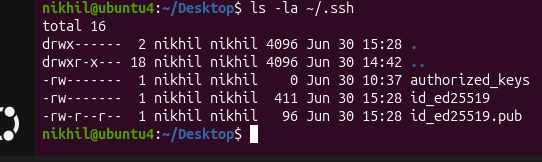 nikhil@ubuntu4:~/Desktop$ ls -la ~/.ssh
total 16
drwx------  2 nikhil nikhil 4096 Jun 30 15:28 .
drwxr-x--- 18 nikhil nikhil 4096 Jun 30 14:42 ..
-rw-------  1 nikhil nikhil    0 Jun 30 10:37 authorized_keys
-rw-------  1 nikhil nikhil  411 Jun 30 15:28 id_ed25519
-rw-r--r--  1 nikhil nikhil   96 Jun 30 15:28 id_ed25519.pub
nikhil@ubuntu4:~/Desktop$